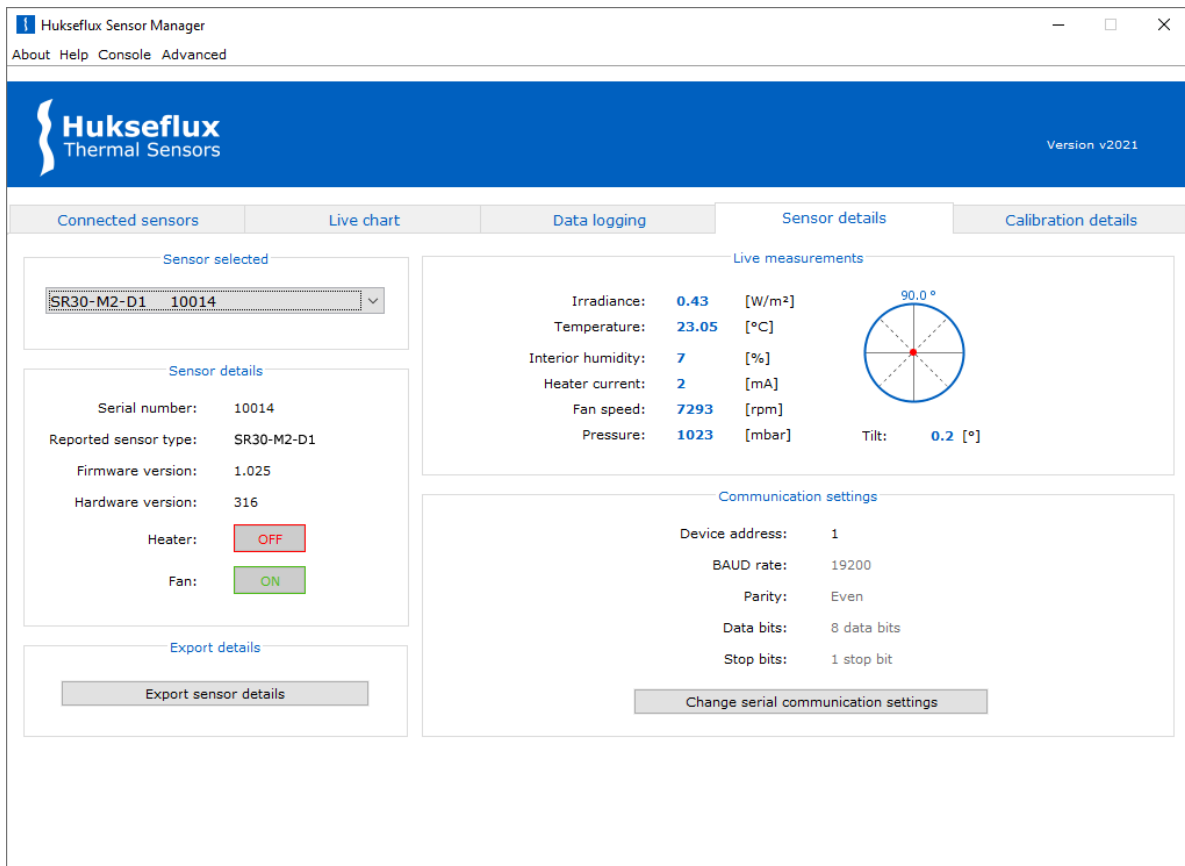 Hukseflux Sensor Manager
About Help Console Advanced
Hukseflux
Thermal Sensors
Version v2021
Connected sensors Live chart Data logging Sensor details Calibration details
Sensor selected
SR30-M2-D1 10014
Sensor details
Serial number: 10014
Reported sensor type: SR30-M2-D1
Firmware version: 1.025
Hardware version: 316
Heater: OFF
Fan: ON
Export details
Export sensor details
Live measurements
Irradiance: 0.43 [W/m²]
Temperature: 23.05 [°C]
Interior humidity: 7 [%]
Heater current: 2 [mA]
Fan speed: 7293 [rpm]
Pressure: 1023 [mbar]
90.0 °
Tilt: 0.2 [°]
Communication settings
Device address: 1
BAUD rate: 19200
Parity: Even
Data bits: 8 data bits
Stop bits: 1 stop bit
Change serial communication settings